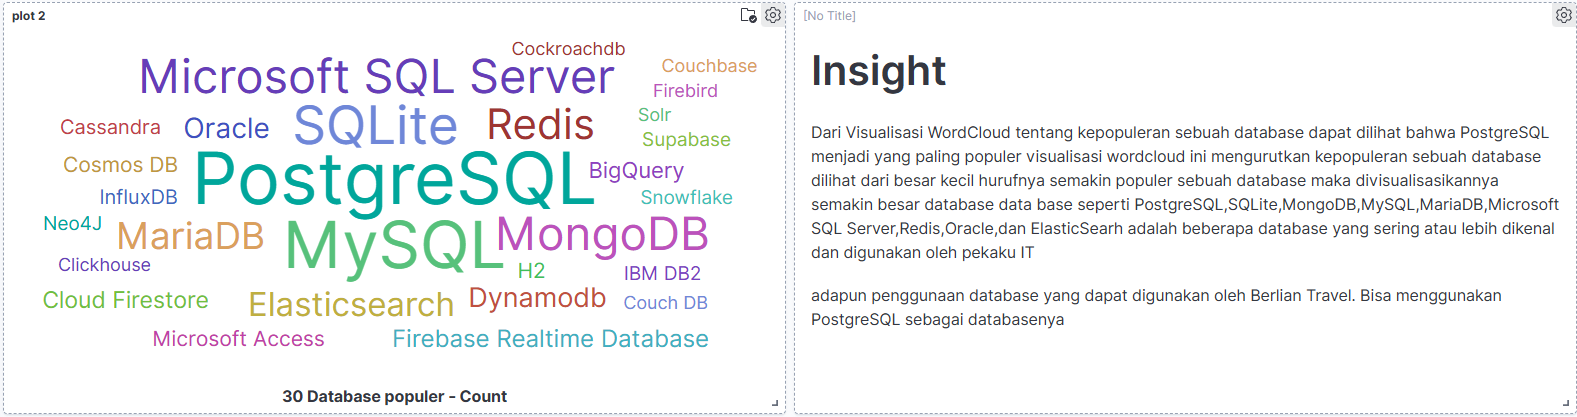 plot 2
Cockroachdb
Microsoft SQL Server
Couchbase
Firebird
Cassandra
Oracle
SQLite
Redis
Solr
Supabase
Cosmos DB
PostgreSQL
BigQuery
InfluxDB
Snowflake
Neo4J
MariaDB
MySQL
MongoDB
Clickhouse
H2
IBM DB2
Cloud Firestore
Elasticsearch
Dynamodb
Couch DB
Microsoft Access
Firebase Realtime Database
30 Database populer - Count
[No Title]
Insight
Dari Visualisasi WordCloud tentang kepopuleran sebuah database dapat dilihat bahwa PostgreSQL
menjadi yang paling populer visualisasi wordcloud ini mengurutkan kepopuleran sebuah database
dilihat dari besar kecil hurufnya semakin populer sebuah database maka divisualisasikannya
semakin besar database data base seperti PostgreSQL,SQLite,MongoDB,MySQL,MariaDB,Microsoft
SQL Server,Redis,Oracle,dan ElasticSearh adalah beberapa database yang sering atau lebih dikenal
dan digunakan oleh pekaku IT
adapun penggunaan database yang dapat digunakan oleh Berlian Travel. Bisa menggunakan
PostgreSQL sebagai databasenya